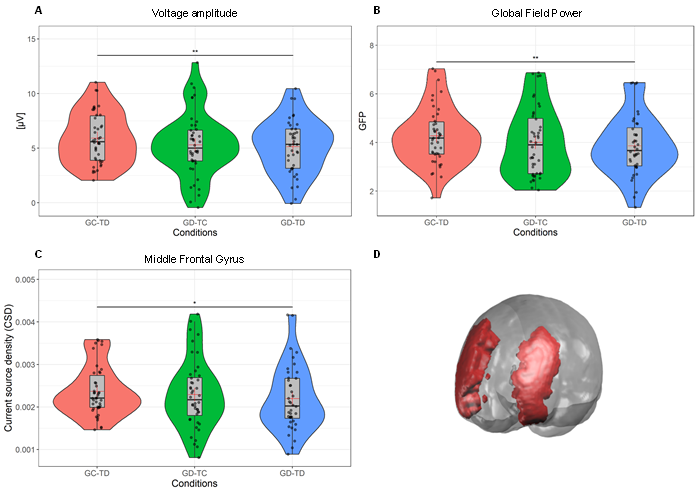 A
Voltage amplitude
**
15
10
5
0
[µV]
GC-TD
GD-TC
GD-TD
Conditions
B
Global Field Power
**
8
6
4
2
GFP
GC-TD
GD-TC
GD-TD
Conditions
C
Middle Frontal Gyrus
*
0.005
0.004
0.003
0.002
0.001
Current source density (CSD)
GC-TD
GD-TC
GD-TD
Conditions
D